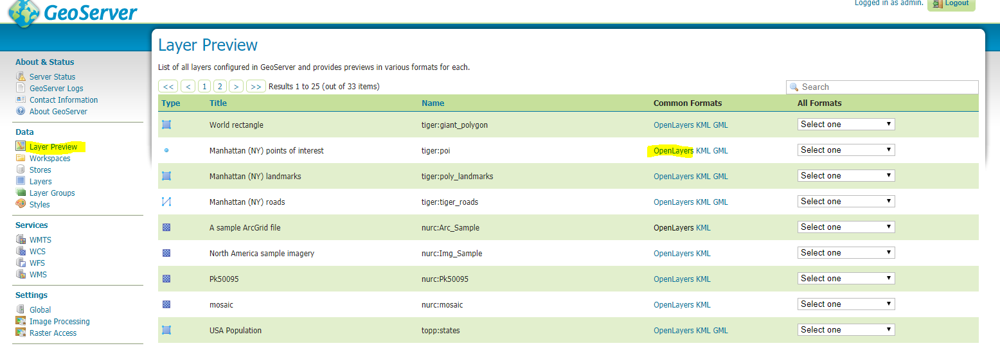 GeoServer
Logged in as admin. Logout
About & Status
Server Status
GeoServer Logs
Contact Information
About GeoServer
Data
Layer Preview
Workspaces
Stores
Layers
Layer Groups
Styles
Services
WMTS
WCS
WFS
WMS
Settings
Global
Image Processing
Raster Access
Layer Preview
List of all layers configured in GeoServer and provides previews in various formats for each.
<< < 1 2 > >> Results 1 to 25 (out of 33 items) Search
Type Title Name Common Formats All Formats
World rectangle tiger:giant_polygon OpenLayers KML GML Select one
Manhattan (NY) points of interest tiger:poi OpenLayers KML GML Select one
Manhattan (NY) landmarks tiger:poly_landmarks OpenLayers KML GML Select one
Manhattan (NY) roads tiger:tiger_roads OpenLayers KML GML Select one
A sample ArcGrid file nurc:Arc_Sample OpenLayers KML Select one
North America sample imagery nurc:Img_Sample OpenLayers KML Select one
Pk50095 nurc:Pk50095 OpenLayers KML Select one
mosaic nurc:mosaic OpenLayers KML Select one
USA Population topp:states OpenLayers KML GML Select one